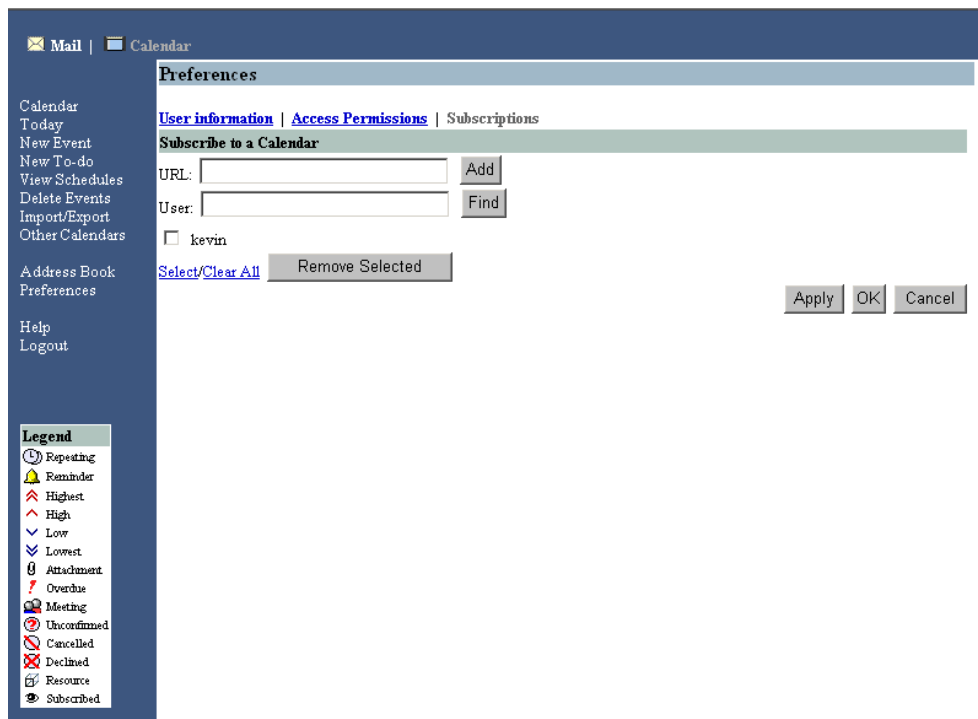 Mail | Calendar
Preferences
Calendar
Today
New Event
New To-do
View Schedules
Delete Events
Import/Export
Other Calendars
Address Book
Preferences
Help
Logout
User information | Access Permissions | Subscriptions
Subscribe to a Calendar
URL: Add
User: Find
kevin
Select/Clear All Remove Selected
Apply OK Cancel
Legend
Repeating
Reminder
Highest
High
Low
Lowest
Attachment
Overdue
Meeting
Unconfirmed
Cancelled
Declined
Resource
Subscribed